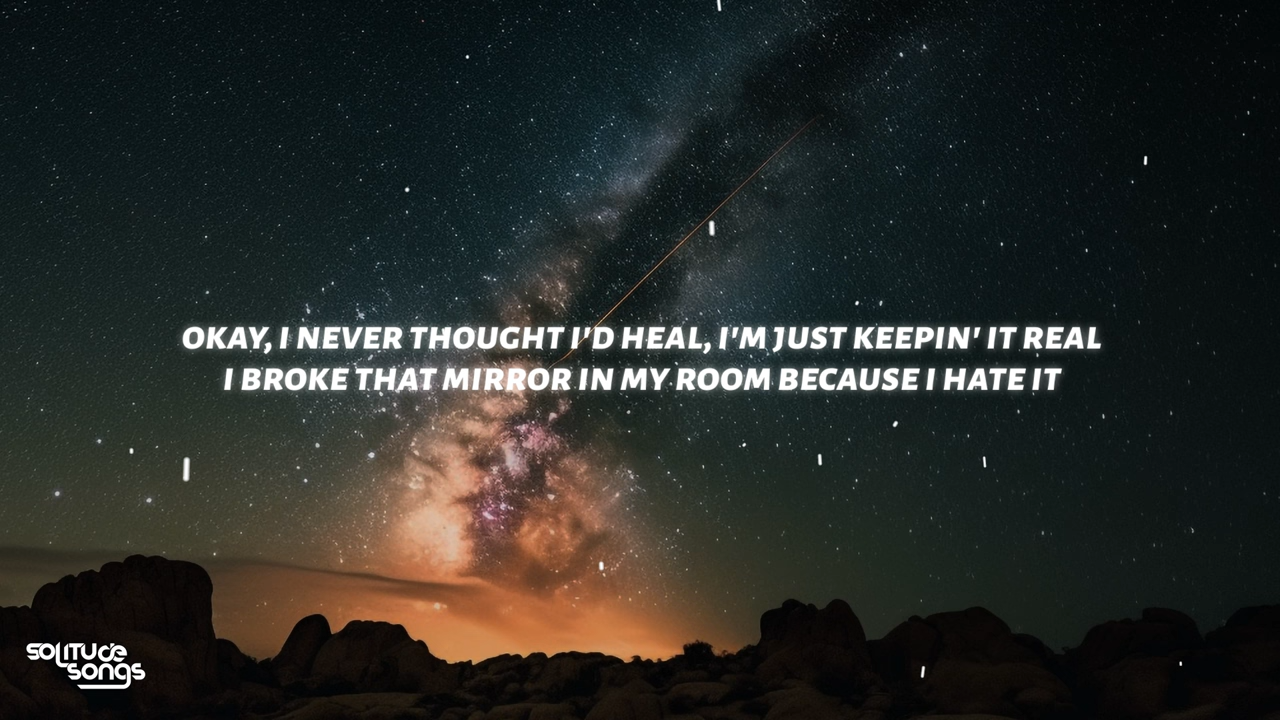 OKAY, I NEVER THOUGHT I'D HEAL, I'M JUST KEEPIN' IT REAL
I BROKE THAT MIRROR IN MY ROOM BECAUSE I HATE IT
solitude
songs